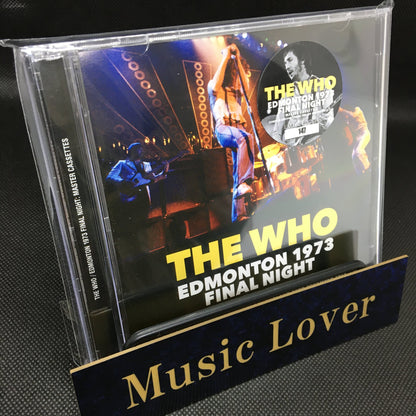 THE WHO / EDMONTON 1973 FINAL NIGHT: MASTER CASSETTES
THE WHO
EDMONTON 1973
FINAL NIGHT
147
THE WHO
EDMONTON 1973
FINAL NIGHT
Music Lover